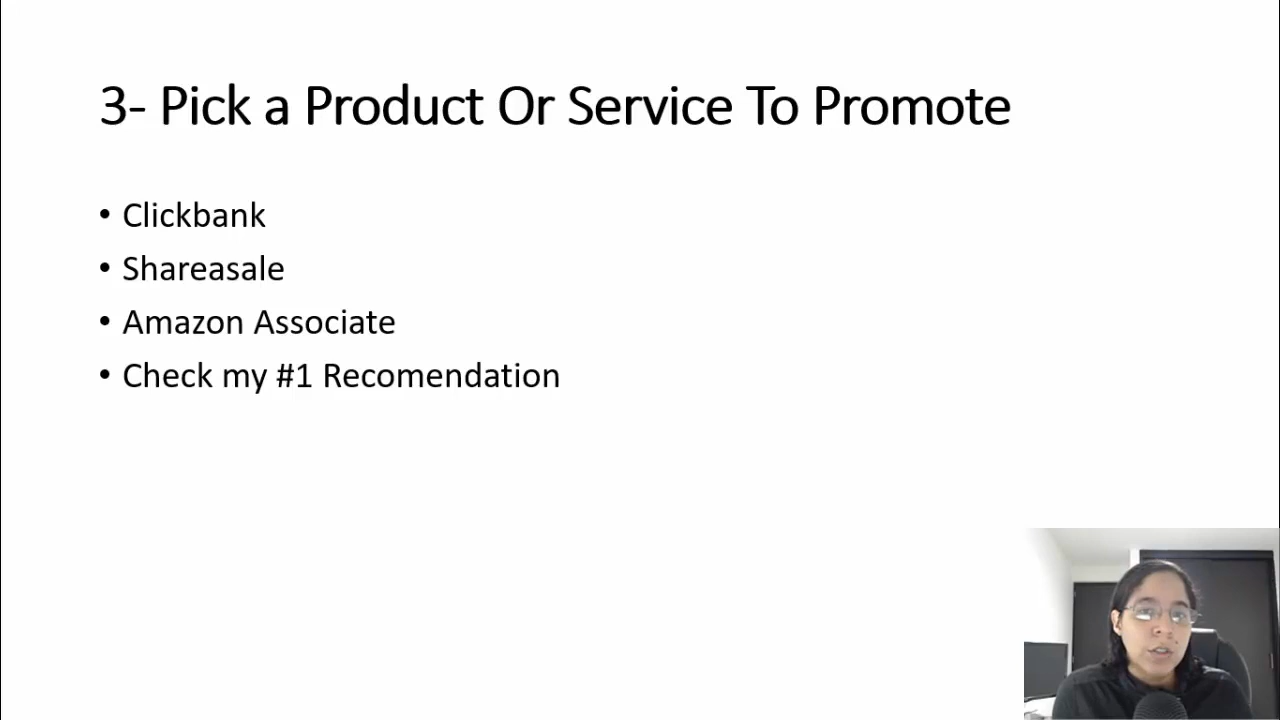 3- Pick a Product Or Service To Promote
• Clickbank
• Shareasale
• Amazon Associate
• Check my #1 Recomendation